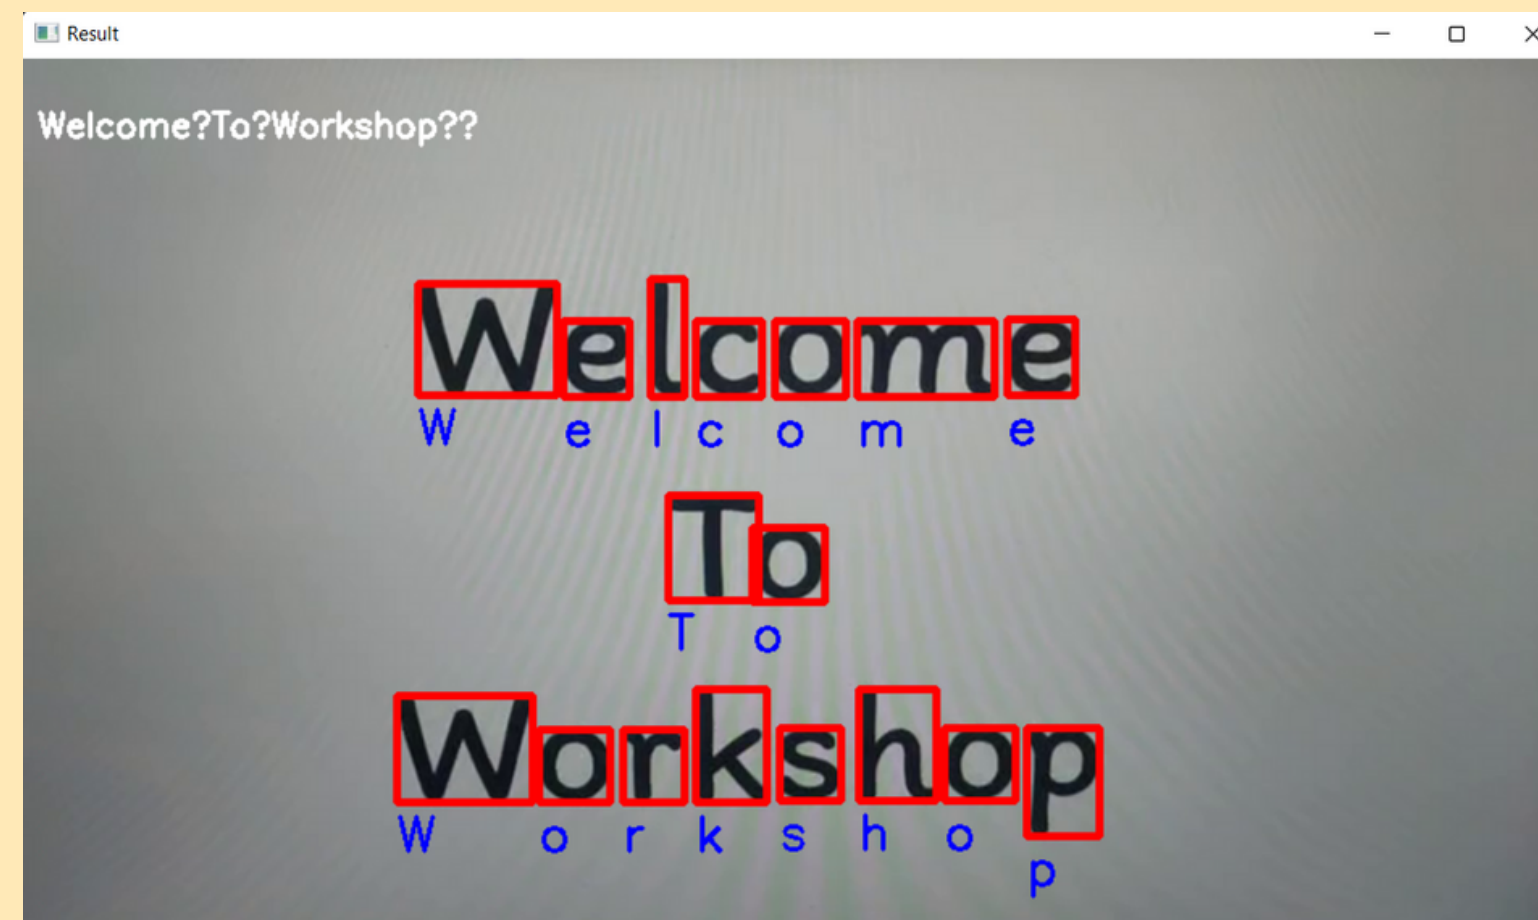 Result
Welcome?To?Workshop??
Welcome
W e l c o m e
To
T o
Workshop
W o r k s h o p